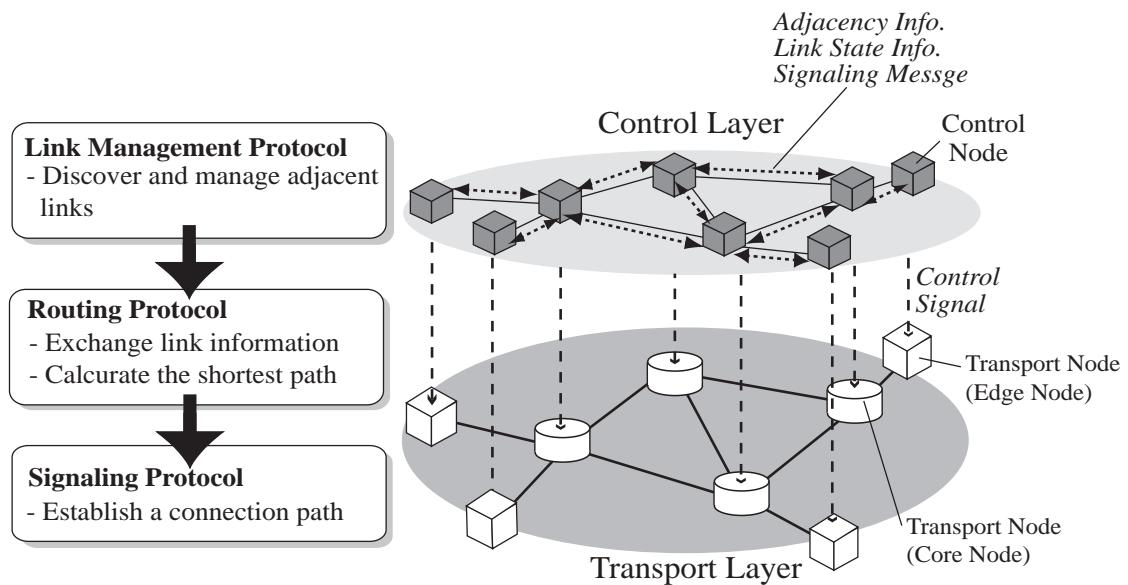 Link Management Protocol
- Discover and manage adjacent
links
Routing Protocol
- Exchange link information
- Calcurate the shortest path
Signaling Protocol
- Establish a connection path
Adjacency Info.
Link State Info.
Signaling Messge
Control Layer
Control
Node
Control
Signal
Transport Node
(Edge Node)
Transport Node
(Core Node)
Transport Layer